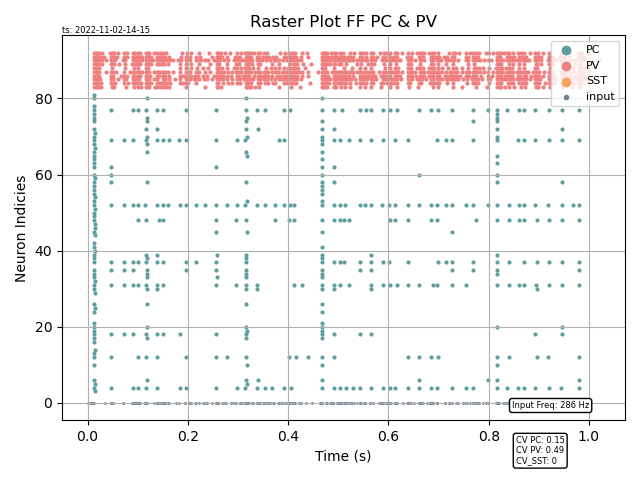 Raster Plot FF PC & PV
ts: 2022-11-02-14-15
PC
PV
SST
input
80
60
40
20
0
Neuron Indicies
Input Freq: 286 Hz
0.0 0.2 0.4 0.6 0.8 1.0
Time (s)
CV PC: 0.15
CV PV: 0.49
CV_SST: 0